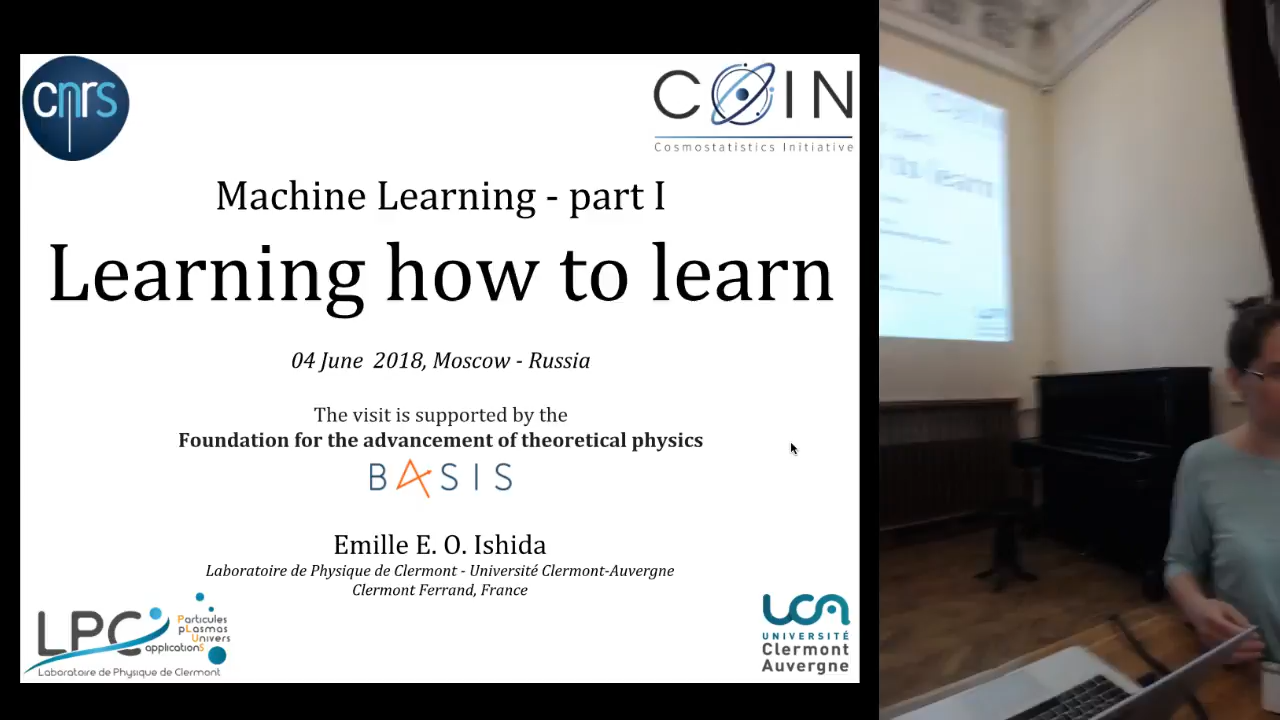 cnrs
COIN
Cosmostatistics Initiative
Machine Learning - part I
Learning how to learn
04 June 2018, Moscow - Russia
The visit is supported by the
Foundation for the advancement of theoretical physics
BASIS
Emille E. O. Ishida
Laboratoire de Physique de Clermont - Université Clermont-Auvergne
Clermont Ferrand, France
LPC
Particules
pLasmas
Univers
applicationS
Laboratoire de Physique de Clermont
UCA
UNIVERSITÉ
Clermont
Auvergne
learn